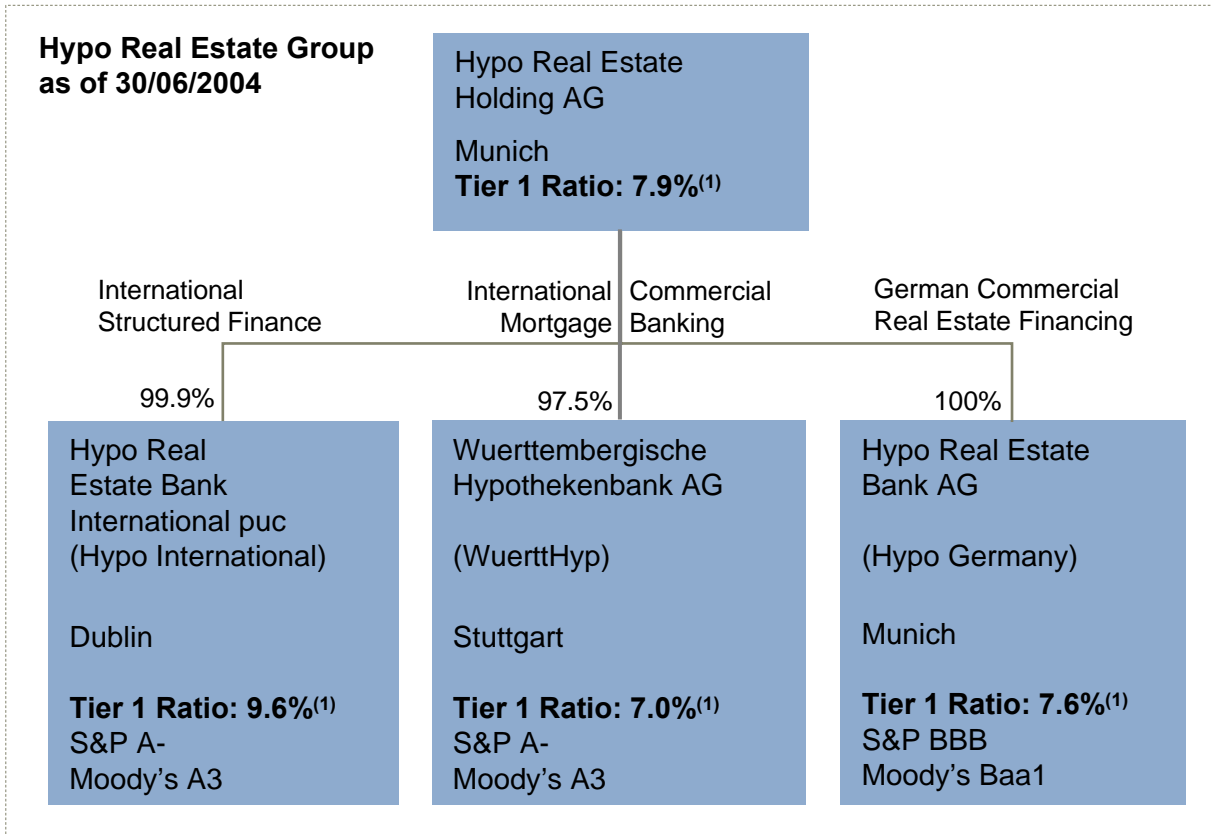 Hypo Real Estate Group
as of 30/06/2004
Hypo Real Estate
Holding AG
Munich
Tier 1 Ratio: 7.9%(1)
International
Structured Finance
International
Mortgage
Commercial
Banking
German Commercial
Real Estate Financing
99.9%
97.5%
100%
Hypo Real
Estate Bank
International puc
(Hypo International)
Dublin
Tier 1 Ratio: 9.6%(1)
S&P A-
Moody’s A3
Wuerttembergische
Hypothekenbank AG
(WuerttHyp)
Stuttgart
Tier 1 Ratio: 7.0%(1)
S&P A-
Moody’s A3
Hypo Real Estate
Bank AG
(Hypo Germany)
Munich
Tier 1 Ratio: 7.6%(1)
S&P BBB
Moody’s Baa1